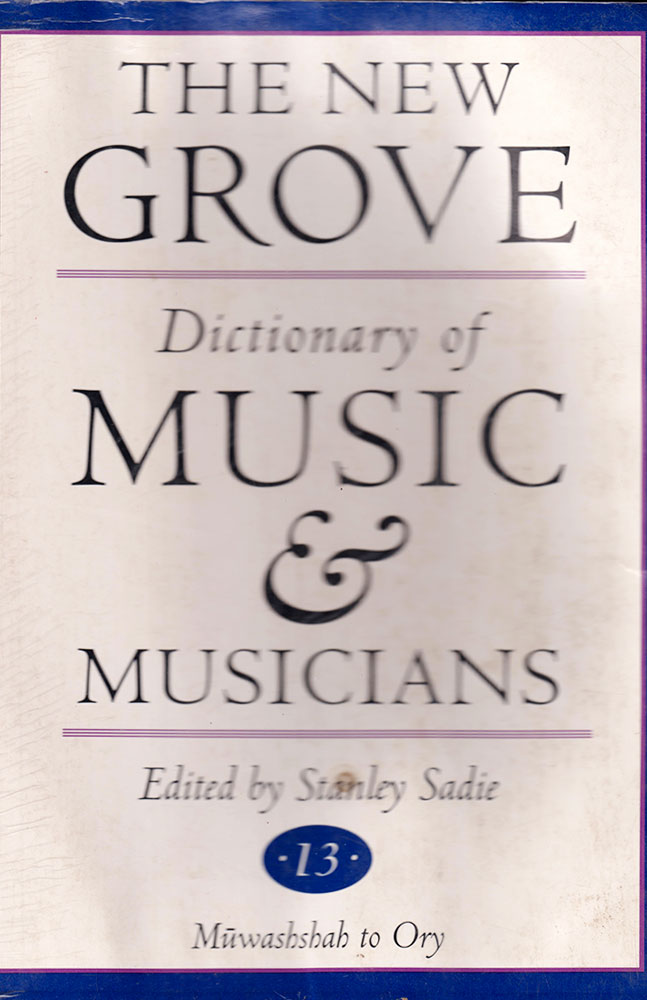 THE NEW
GROVE
Dictionary of
MUSIC
&
MUSICIANS
Edited by Stanley Sadie
·13·
Mūwashshah to Ory